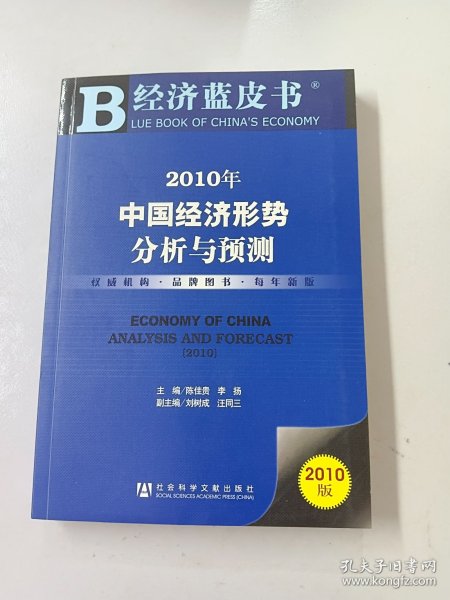 B 经济蓝皮书®
LUE BOOK OF CHINA'S ECONOMY
2010年
中国经济形势
分析与预测
权威机构·品牌图书·每年新版
ECONOMY OF CHINA
ANALYSIS AND FORECAST
(2010)
主 编/陈佳贵 李 扬
副主编/刘树成 汪同三
社会科学文献出版社
SOCIAL SCIENCES ACADEMIC PRESS (CHINA)
2010
版
孔夫子旧书网
www.kongfz.com